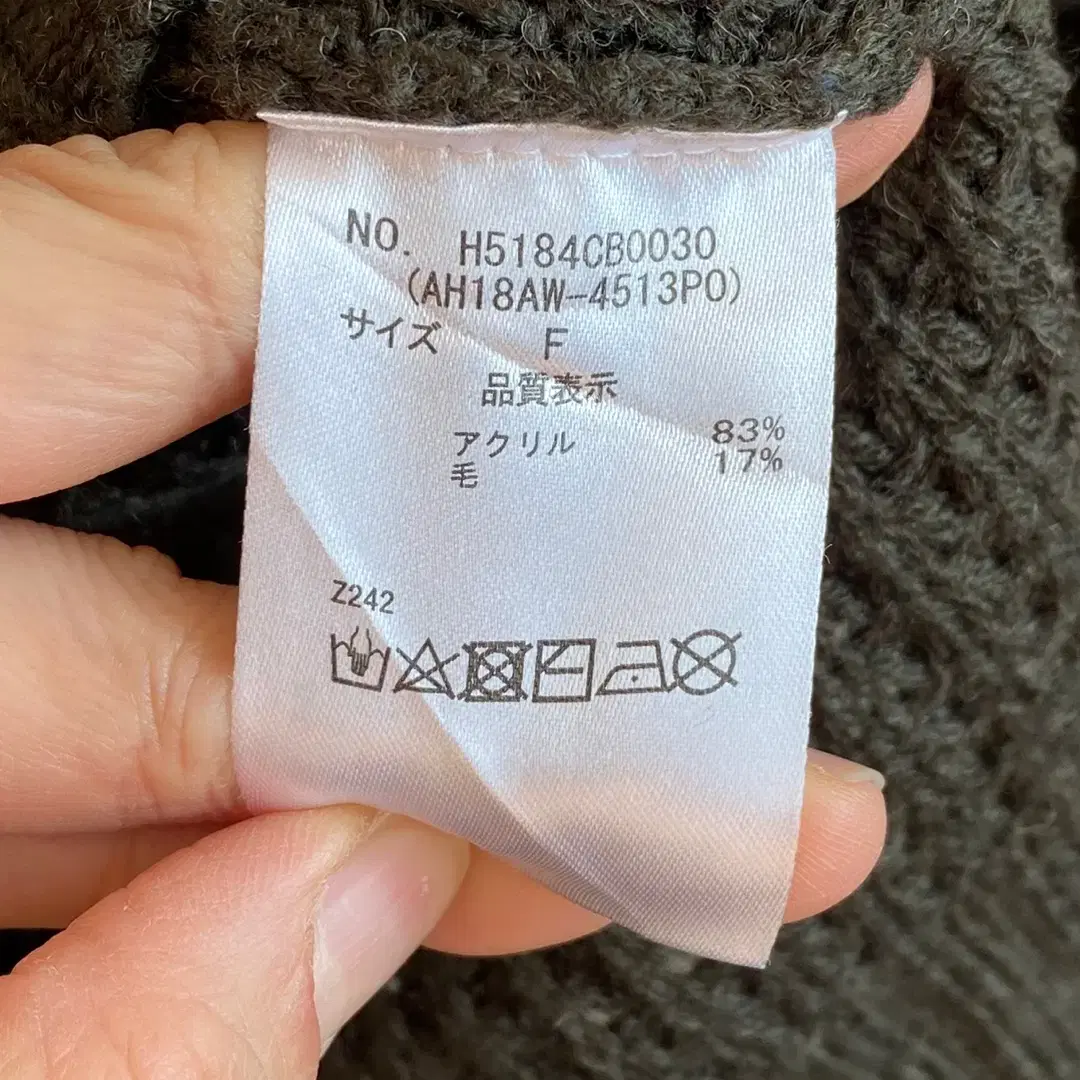 NO. H5184CB0030
(AH18AW-4513PO)
サイズ F
品質表示
アクリル 83%
毛 17%
Z242